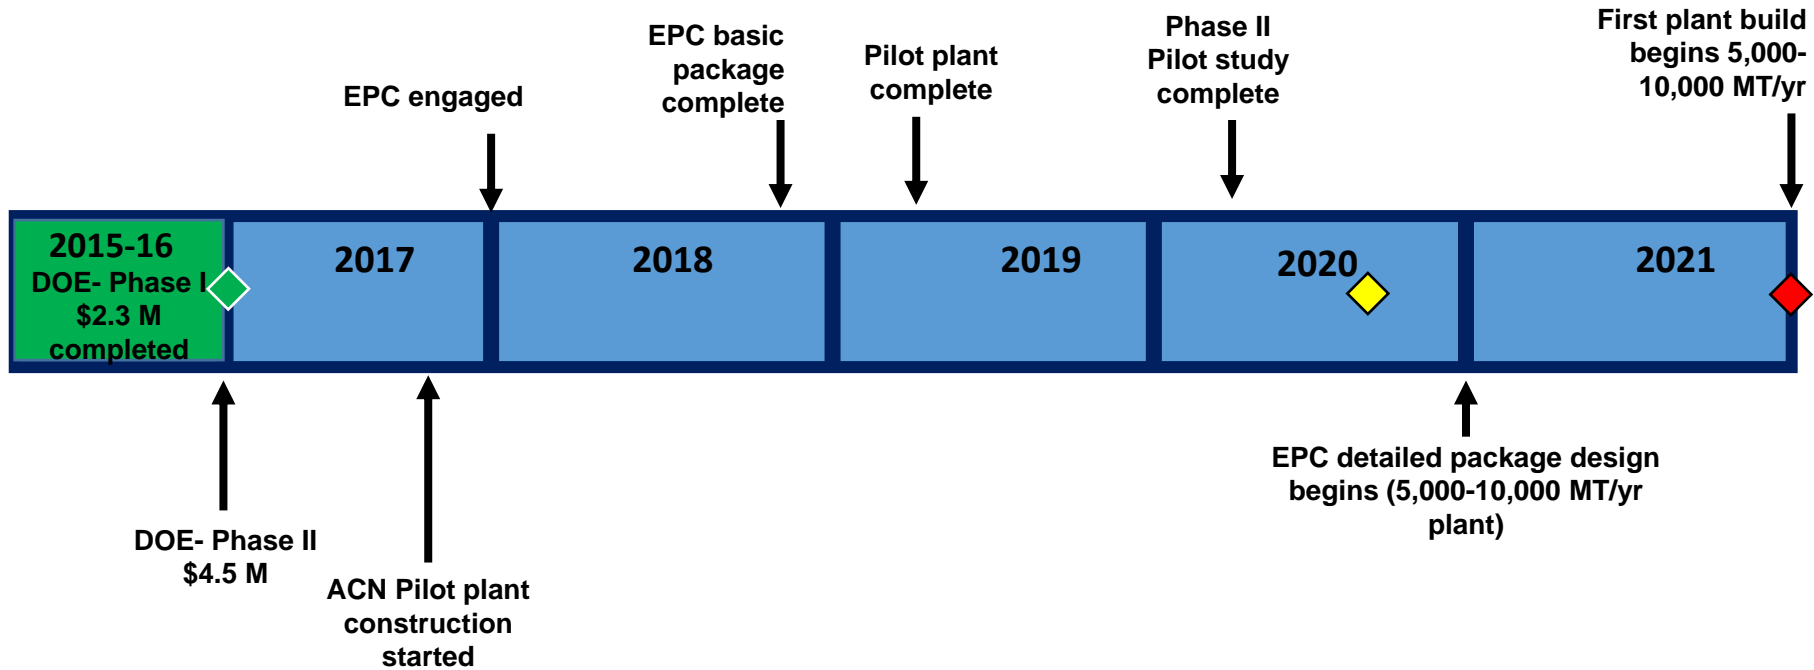 EPC engaged
EPC basic
package
complete
Pilot plant
complete
Phase II
Pilot study
complete
First plant build
begins 5,000-
10,000 MT/yr
2015-16
DOE- Phase I
$2.3 M
completed
2017
2018
2019
2020
2021
DOE- Phase II
$4.5 M
ACN Pilot plant
construction
started
EPC detailed package design
begins (5,000-10,000 MT/yr
plant)